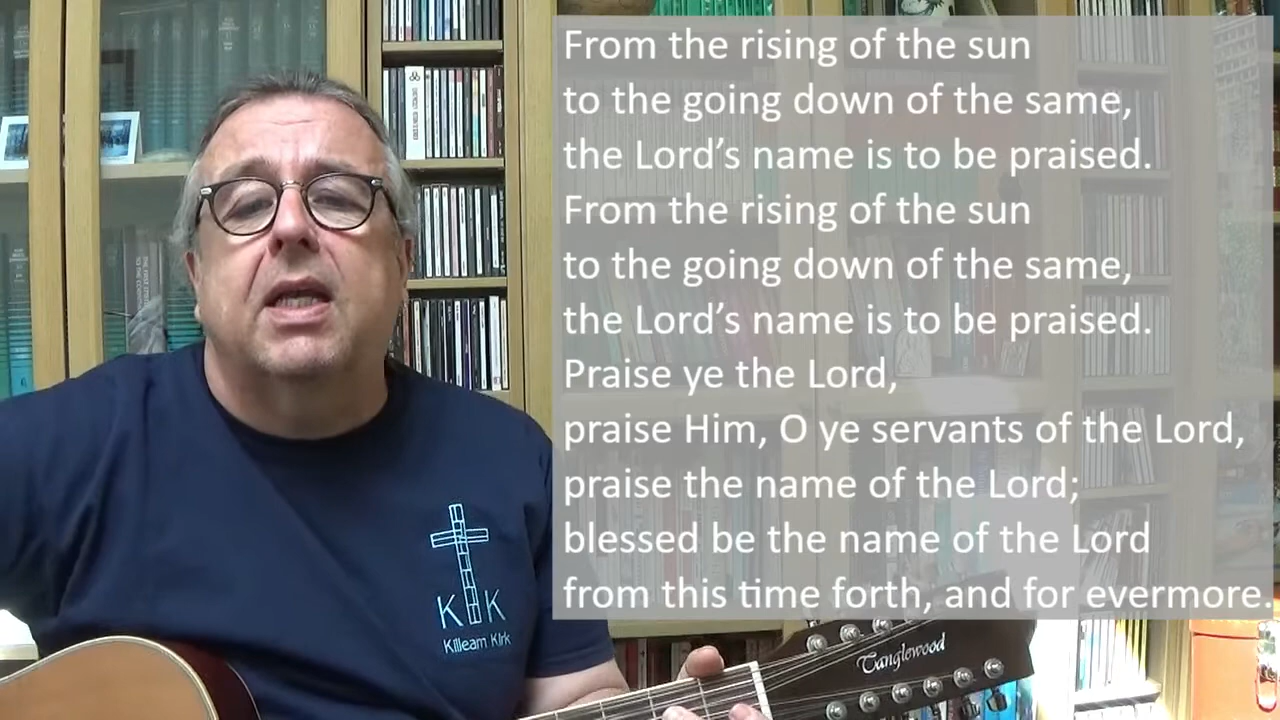 From the rising of the sun
to the going down of the same,
the Lord’s name is to be praised.
From the rising of the sun
to the going down of the same,
the Lord’s name is to be praised.
Praise ye the Lord,
praise Him, O ye servants of the Lord,
praise the name of the Lord;
blessed be the name of the Lord
from this time forth, and for evermore.
K K
Killearn Kirk
Tanglewood